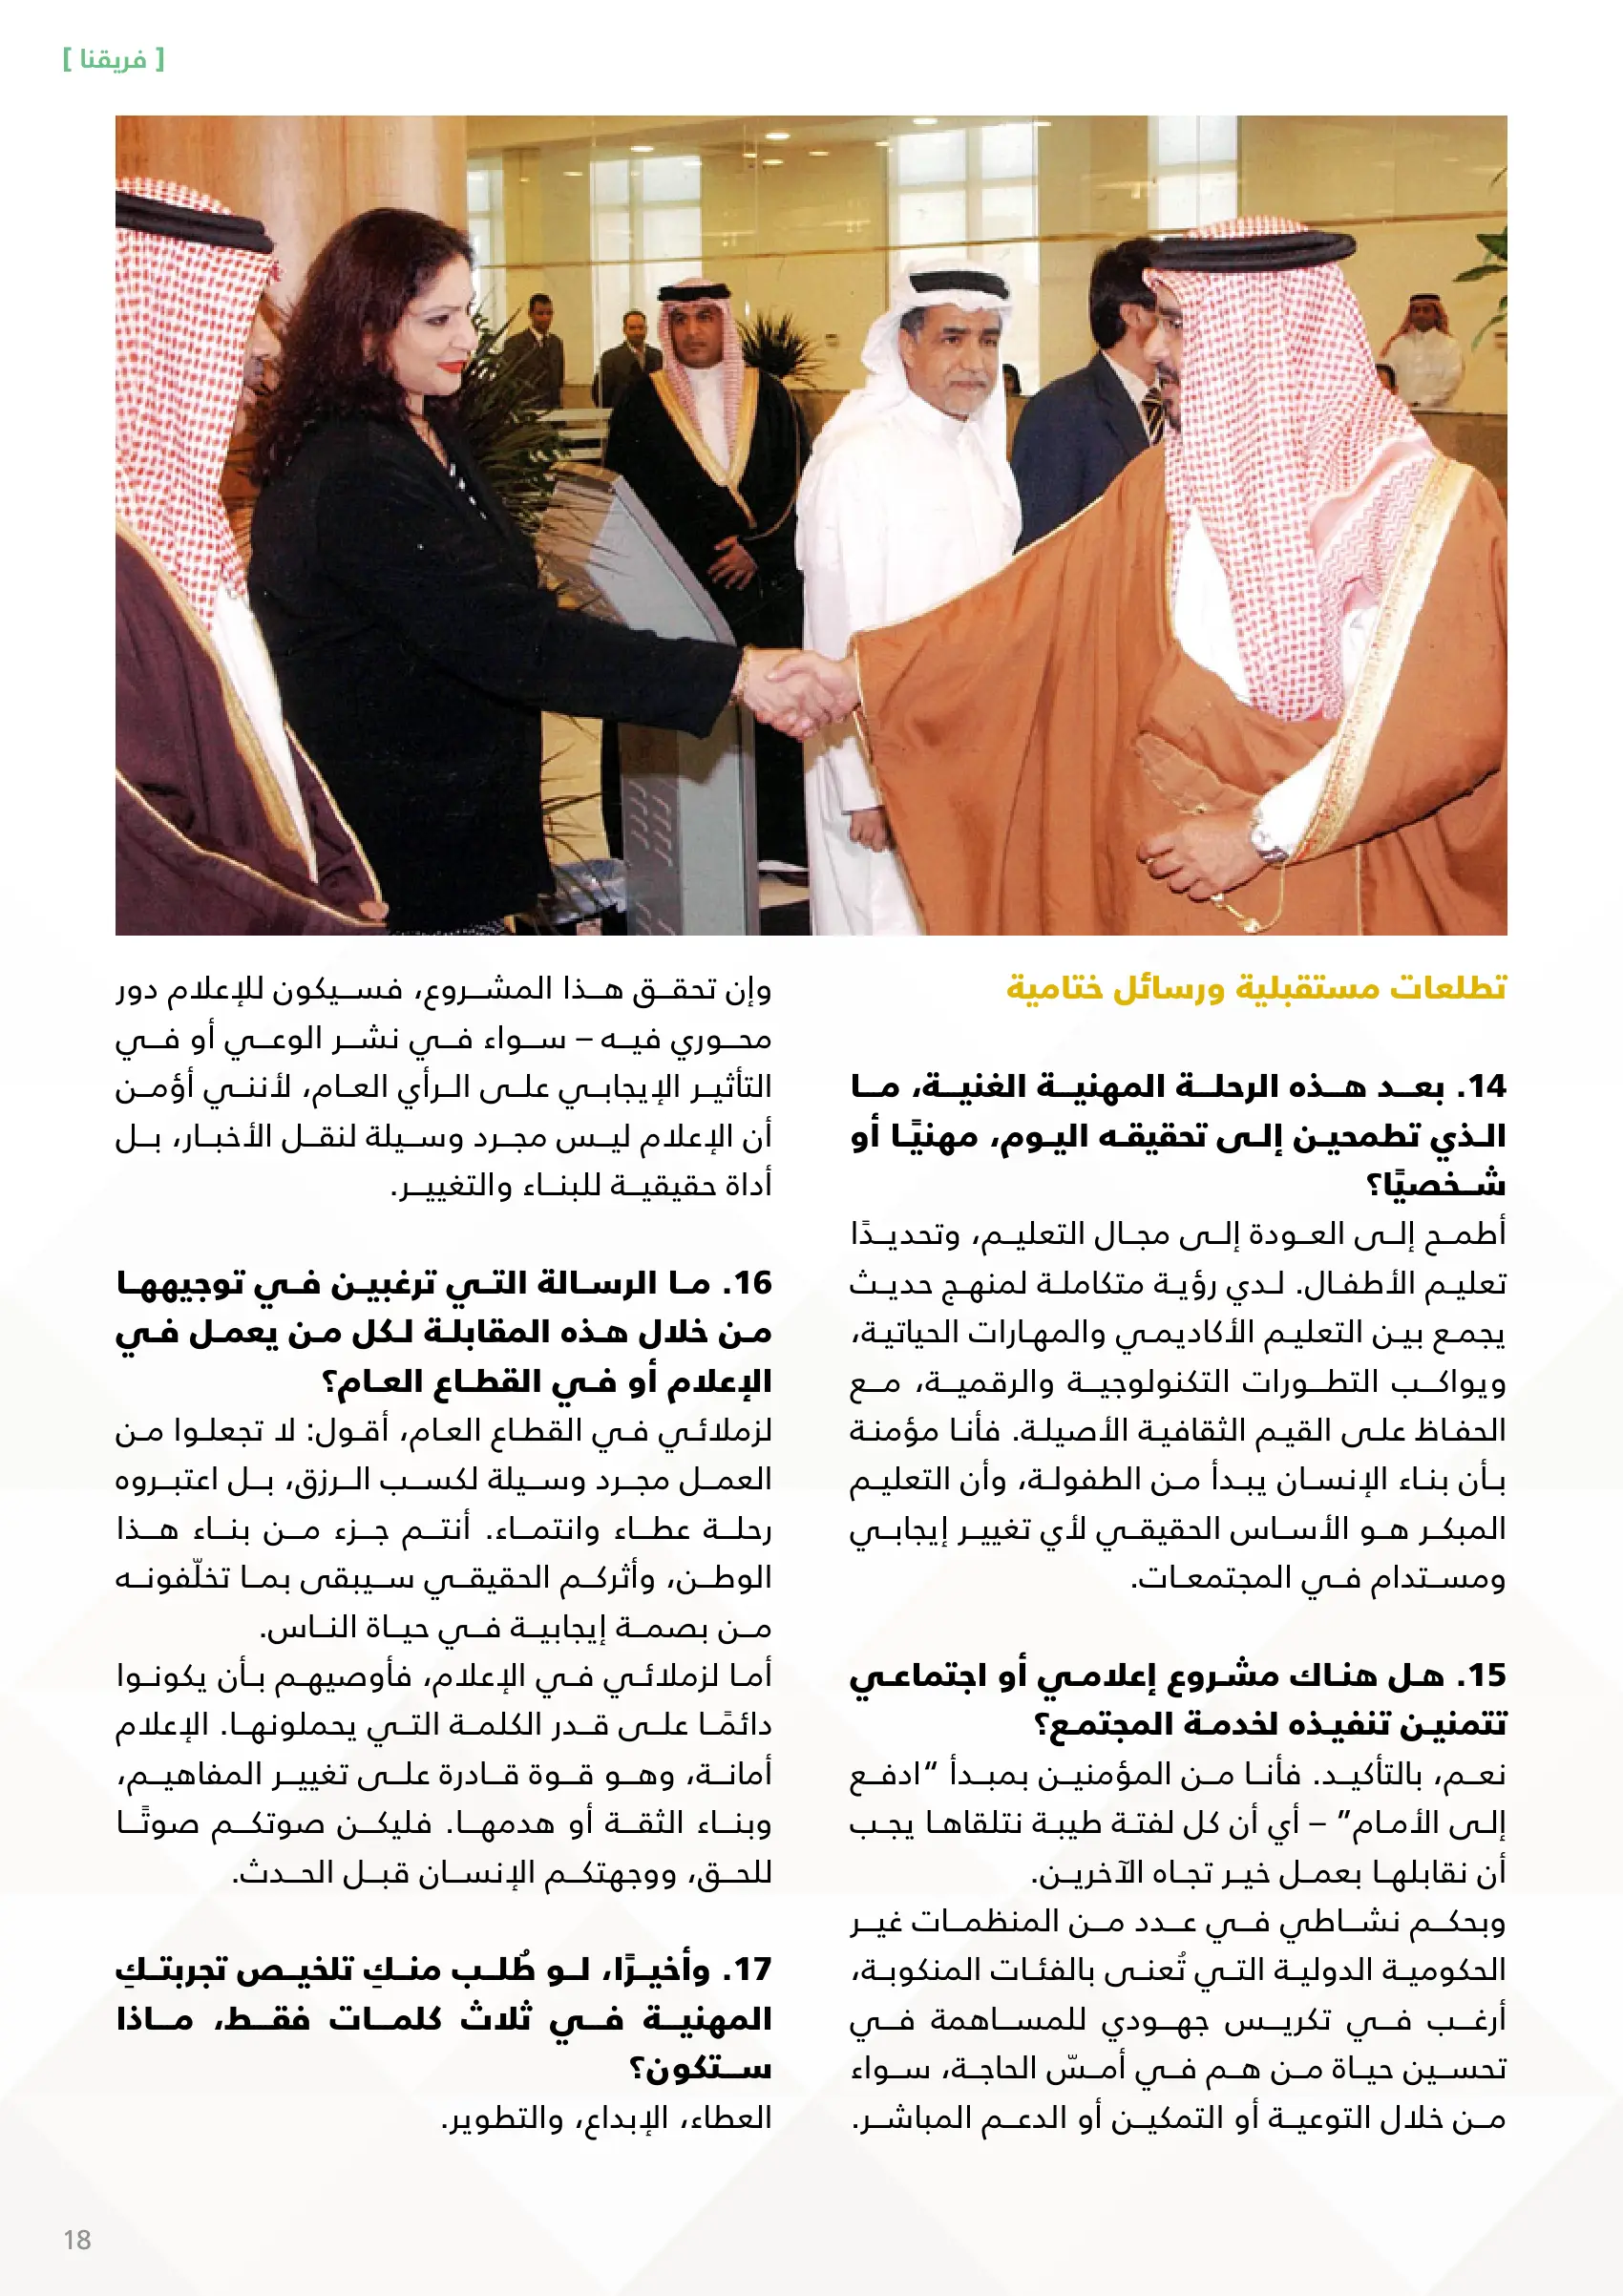 [ فريقنا ]
تطلعات مستقبلية ورسائل ختامية
14. بعد هذه الرحلة المهنية الغنية، ما
الذي تطمحين إلى تحقيقه اليوم، مهنيًا أو
شخصيًا؟
أطمح إلى العودة إلى مجال التعليم، وتحديدًا
تعليم الأطفال. لدي رؤية متكاملة لمنهج حديث
يجمع بين التعليم الأكاديمي والمهارات الحياتية،
ويواكب التطورات التكنولوجية والرقمية، مع
الحفاظ على القيم الثقافية الأصيلة. فأنا مؤمنة
بأن بناء الإنسان يبدأ من الطفولة، وأن التعليم
المبكر هو الأساس الحقيقي لأي تغيير إيجابي
ومستدام في المجتمعات.
15. هل هناك مشروع إعلامي أو اجتماعي
تتمنين تنفيذه لخدمة المجتمع؟
نعم، بالتأكيد. فأنا من المؤمنين بمبدأ “ادفع
إلى الأمام” – أي أن كل لفتة طيبة نتلقاها يجب
أن نقابلها بعمل خير تجاه الآخرين.
وبحكم نشاطي في عدد من المنظمات غير
الحكومية الدولية التي تُعنى بالفئات المنكوبة،
أرغب في تكريس جهودي للمساهمة في
تحسين حياة من هم في أمسّ الحاجة، سواء
من خلال التوعية أو التمكين أو الدعم المباشر.
وإن تحقق هذا المشروع، فسيكون للإعلام دور
محوري فيه – سواء في نشر الوعي أو في
التأثير الإيجابي على الرأي العام، لأنني أؤمن
أن الإعلام ليس مجرد وسيلة لنقل الأخبار، بل
أداة حقيقية للبناء والتغيير.
16. ما الرسالة التي ترغبين في توجيهها
من خلال هذه المقابلة لكل من يعمل في
الإعلام أو في القطاع العام؟
لزملائي في القطاع العام، أقول: لا تجعلوا من
العمل مجرد وسيلة لكسب الرزق، بل اعتبروه
رحلة عطاء وانتماء. أنتم جزء من بناء هذا
الوطن، وأثركم الحقيقي سيبقى بما تخلّفونه
من بصمة إيجابية في حياة الناس.
أما لزملائي في الإعلام، فأوصيهم بأن يكونوا
دائمًا على قدر الكلمة التي يحملونها. الإعلام
أمانة، وهو قوة قادرة على تغيير المفاهيم،
وبناء الثقة أو هدمها. فليكن صوتكم صوتًا
للحق، ووجهتكم الإنسان قبل الحدث.
17. وأخيرًا، لو طُلب منكِ تلخيص تجربتكِ
المهنية في ثلاث كلمات فقط، ماذا
ستكون؟
العطاء، الإبداع، والتطوير.
18